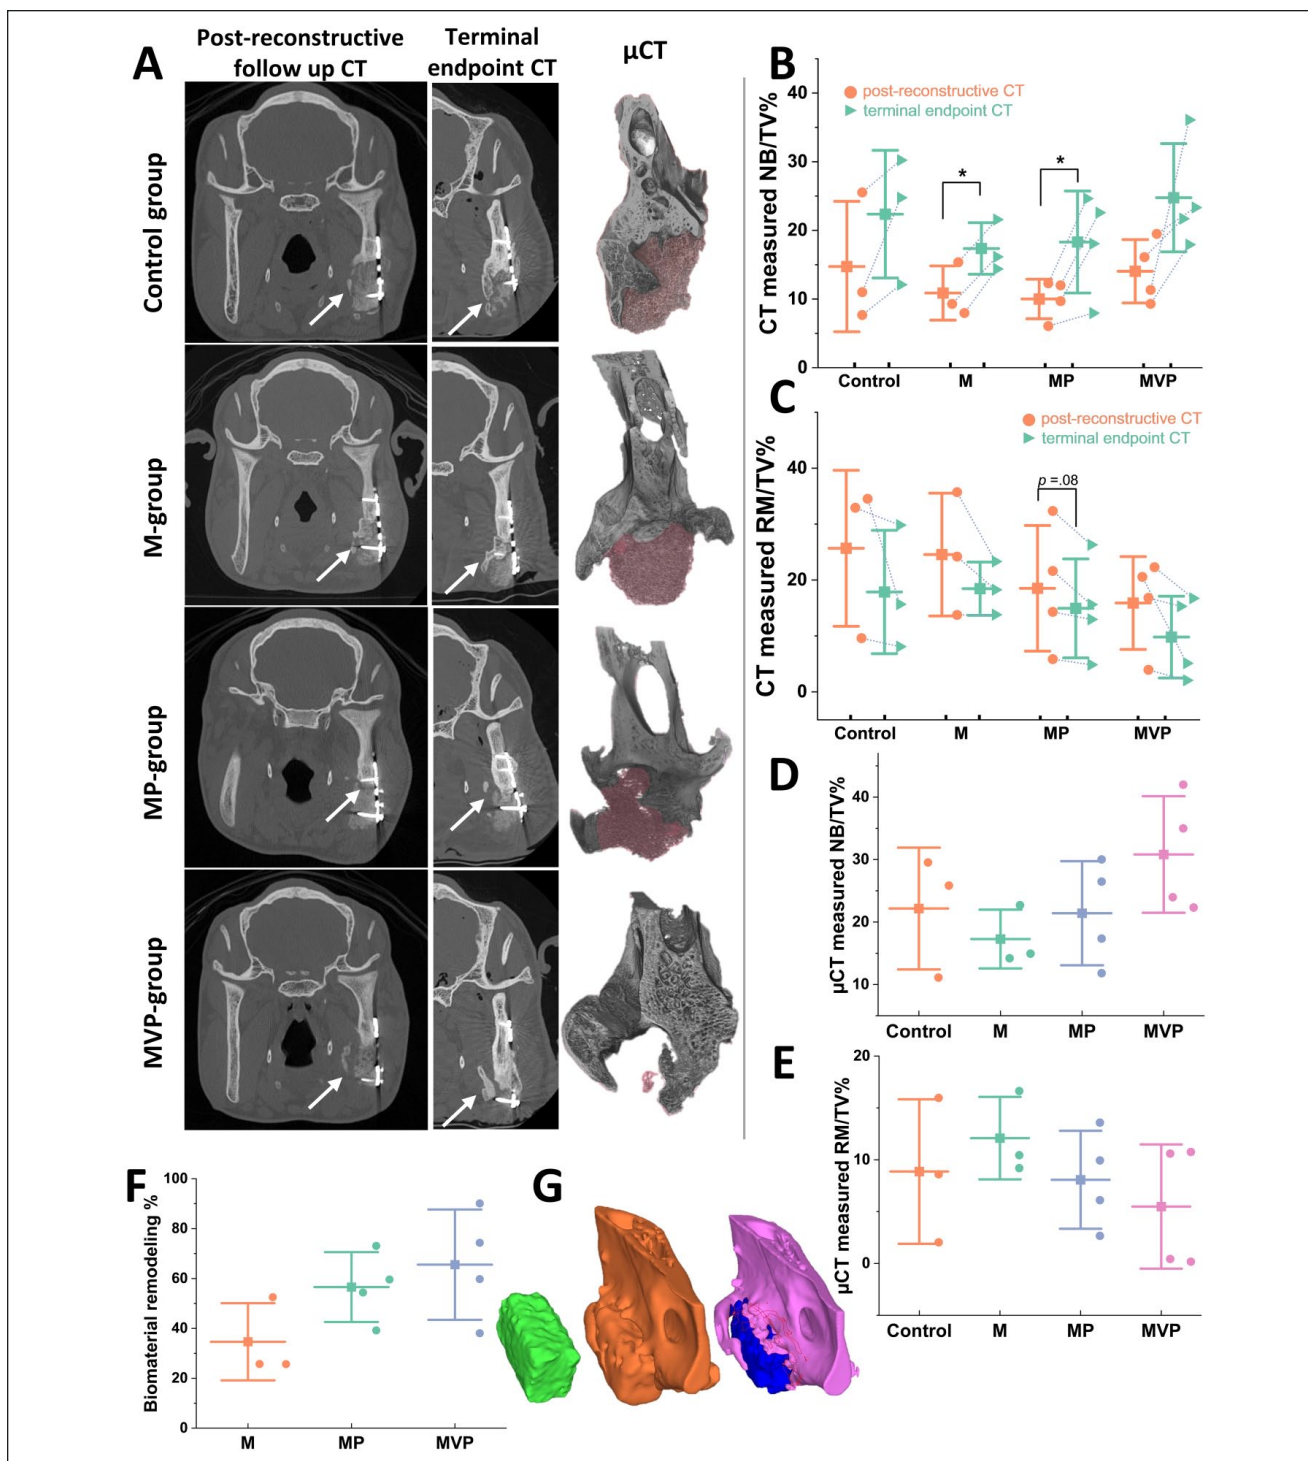 A
Post-reconstructive
follow up CT
Terminal
endpoint CT
µCT
Control group
M-group
MP-group
MVP-group
B
CT measured NB/TV%
40
30
20
10
0
post-reconstructive CT
terminal endpoint CT
*
*
Control
M
MP
MVP
C
CT measured RM/TV%
40
20
0
post-reconstructive CT
terminal endpoint CT
p =.08
Control
M
MP
MVP
D
µCT measured NB/TV%
40
30
20
10
Control
M
MP
MVP
E
µCT measured RM/TV%
20
10
0
Control
M
MP
MVP
F
Biomaterial remodeling %
100
80
60
40
20
0
M
MP
MVP
G